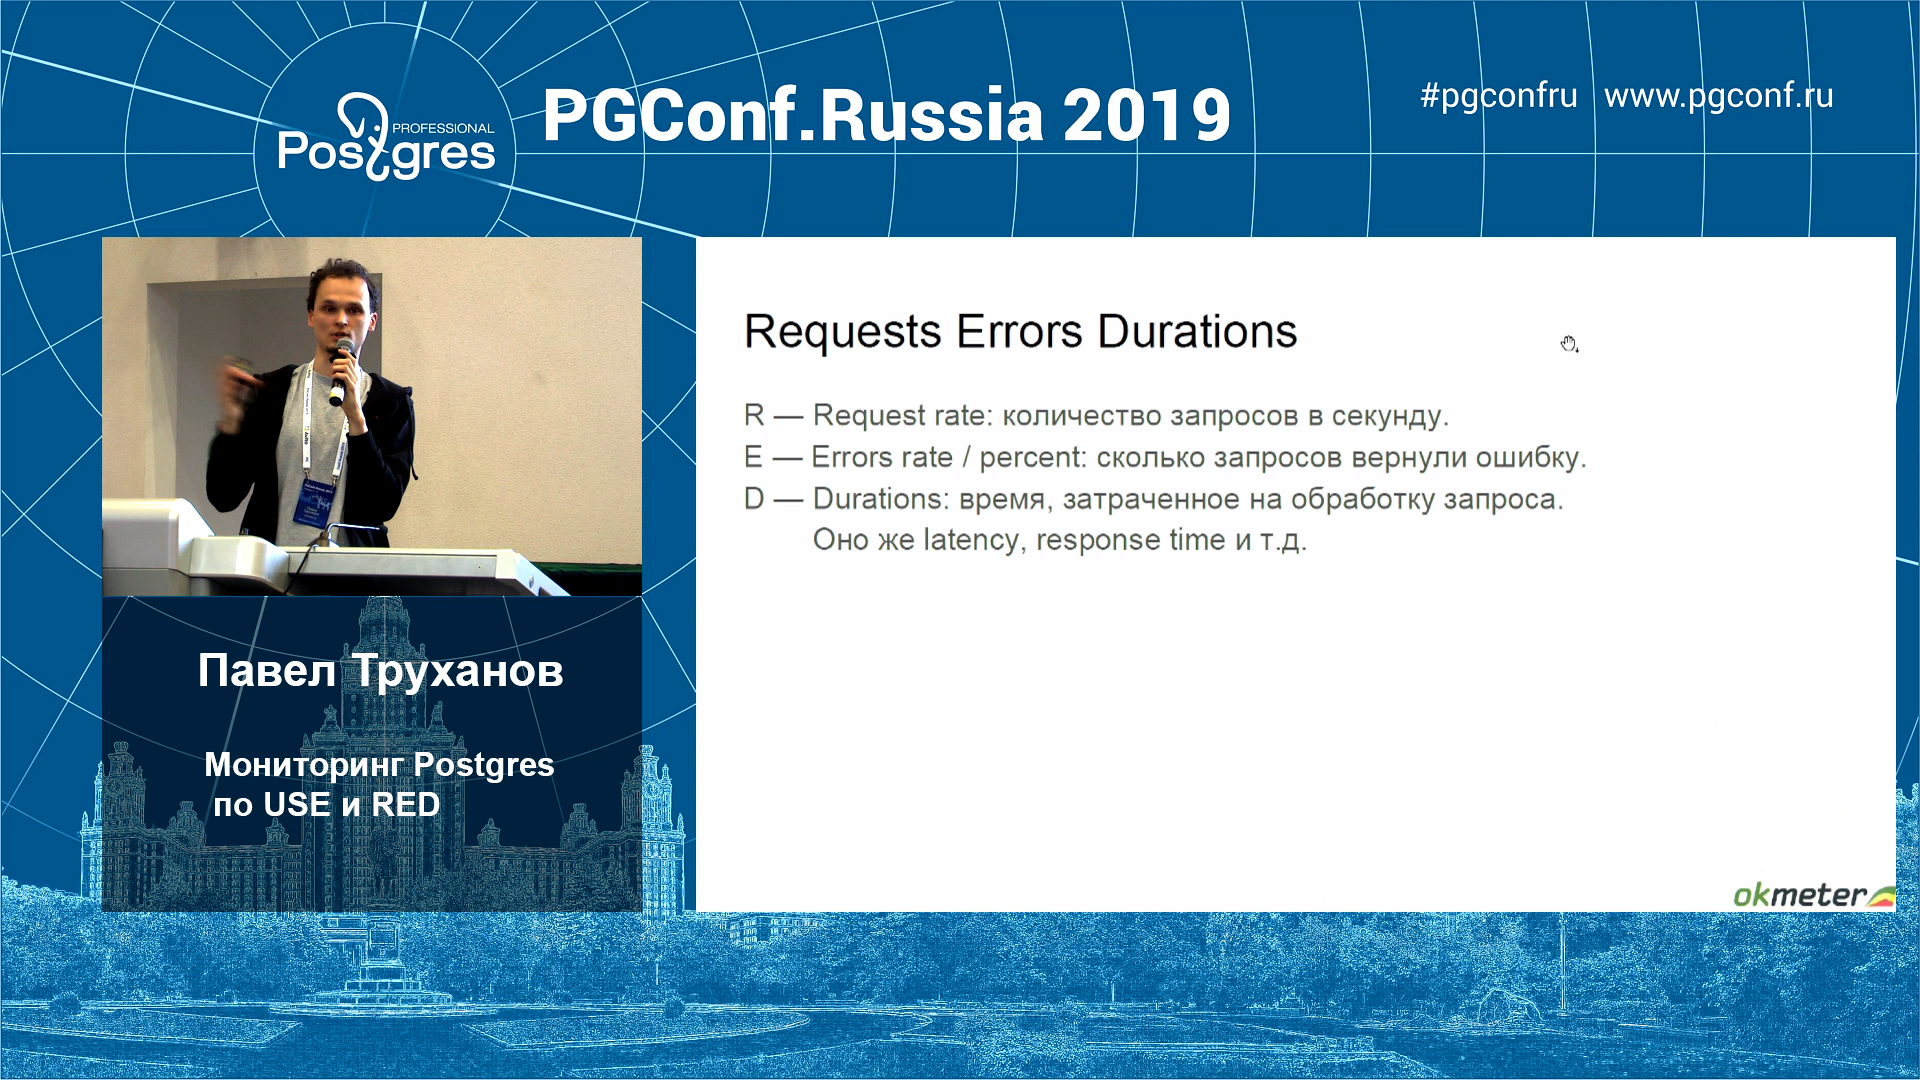 PROFESSIONAL
Postgres
PGConf.Russia 2019
#pgconfru www.pgconf.ru
Requests Errors Durations
R — Request rate: количество запросов в секунду.
E — Errors rate / percent: сколько запросов вернули ошибку.
D — Durations: время, затраченное на обработку запроса.
Оно же latency, response time и т.д.
okmeter
Павел Труханов
Мониторинг Postgres
по USE и RED